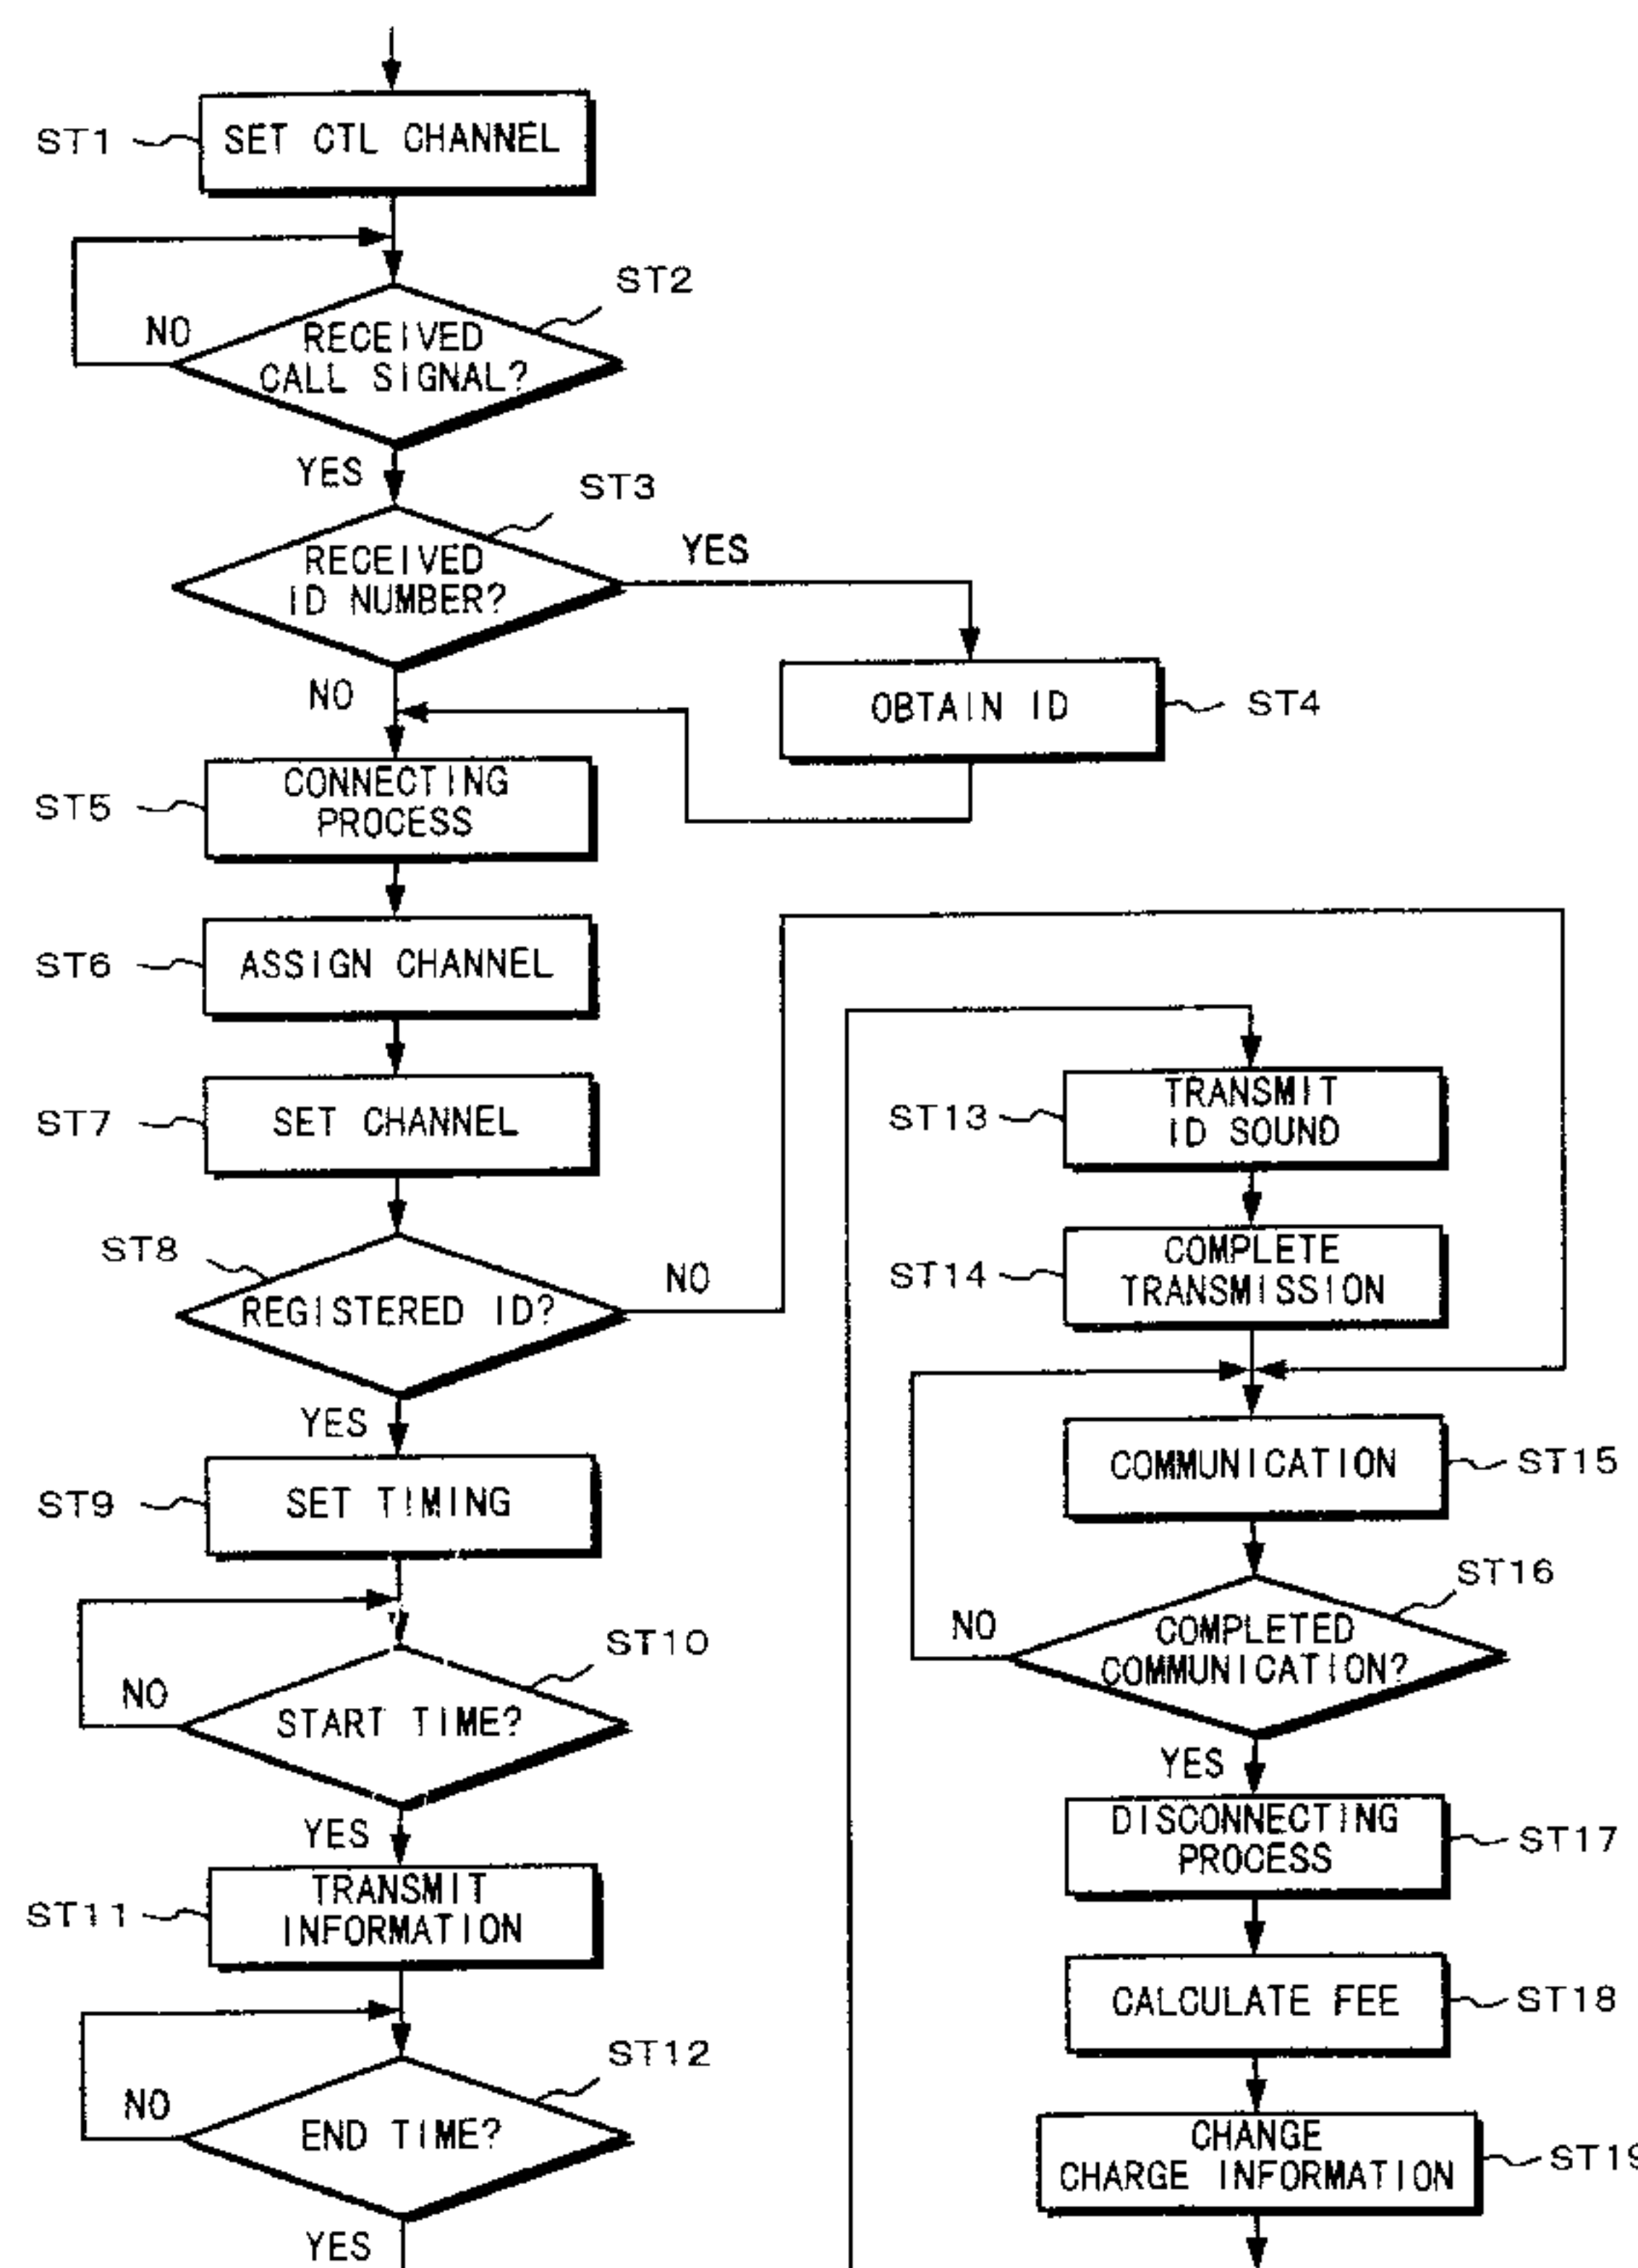 ST1
SET CTL CHANNEL
ST2
NO
RECEIVED
CALL SIGNAL?
YES
ST3
RECEIVED
ID NUMBER?
YES
NO
OBTAIN ID
ST4
ST5
CONNECTING
PROCESS
ST6
ASSIGN CHANNEL
ST7
SET CHANNEL
ST8
REGISTERED ID?
NO
YES
ST9
SET TIMING
ST10
NO
START TIME?
YES
ST11
TRANSMIT
INFORMATION
ST12
NO
END TIME?
YES
ST13
TRANSMIT
ID SOUND
ST14
COMPLETE
TRANSMISSION
COMMUNICATION
ST15
ST16
NO
COMPLETED
COMMUNICATION?
YES
DISCONNECTING
PROCESS
ST17
CALCULATE FEE
ST18
CHANGE
CHARGE INFORMATION
ST19